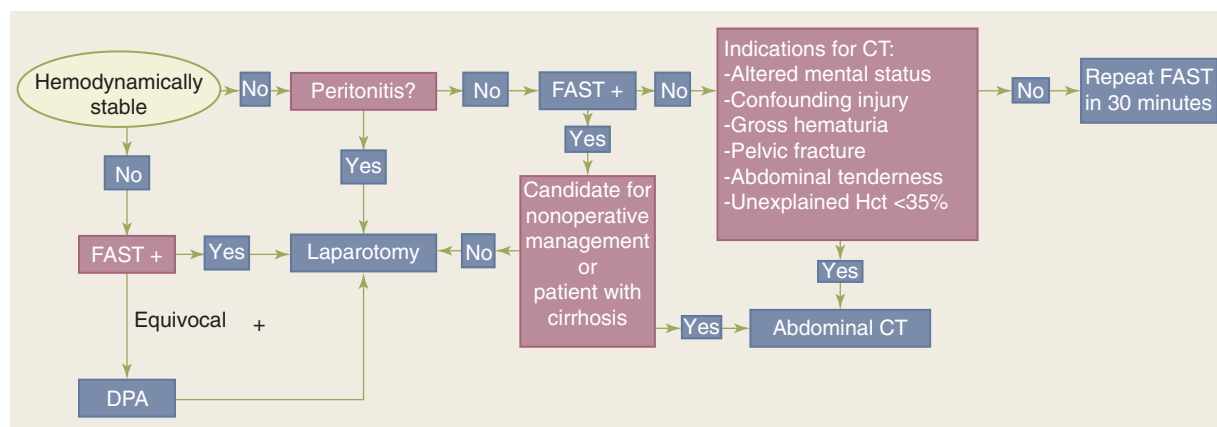 Hemodynamically
stable
No
Peritonitis?
No
FAST +
No
Indications for CT:
-Altered mental status
-Confounding injury
-Gross hematuria
-Pelvic fracture
-Abdominal tenderness
-Unexplained Hct <35%
No
Repeat FAST
in 30 minutes
No
Yes
Yes
Candidate for
nonoperative
management
or
patient with
cirrhosis
FAST +
Yes
Laparotomy
No
Yes
Equivocal +
Yes
Abdominal CT
DPA